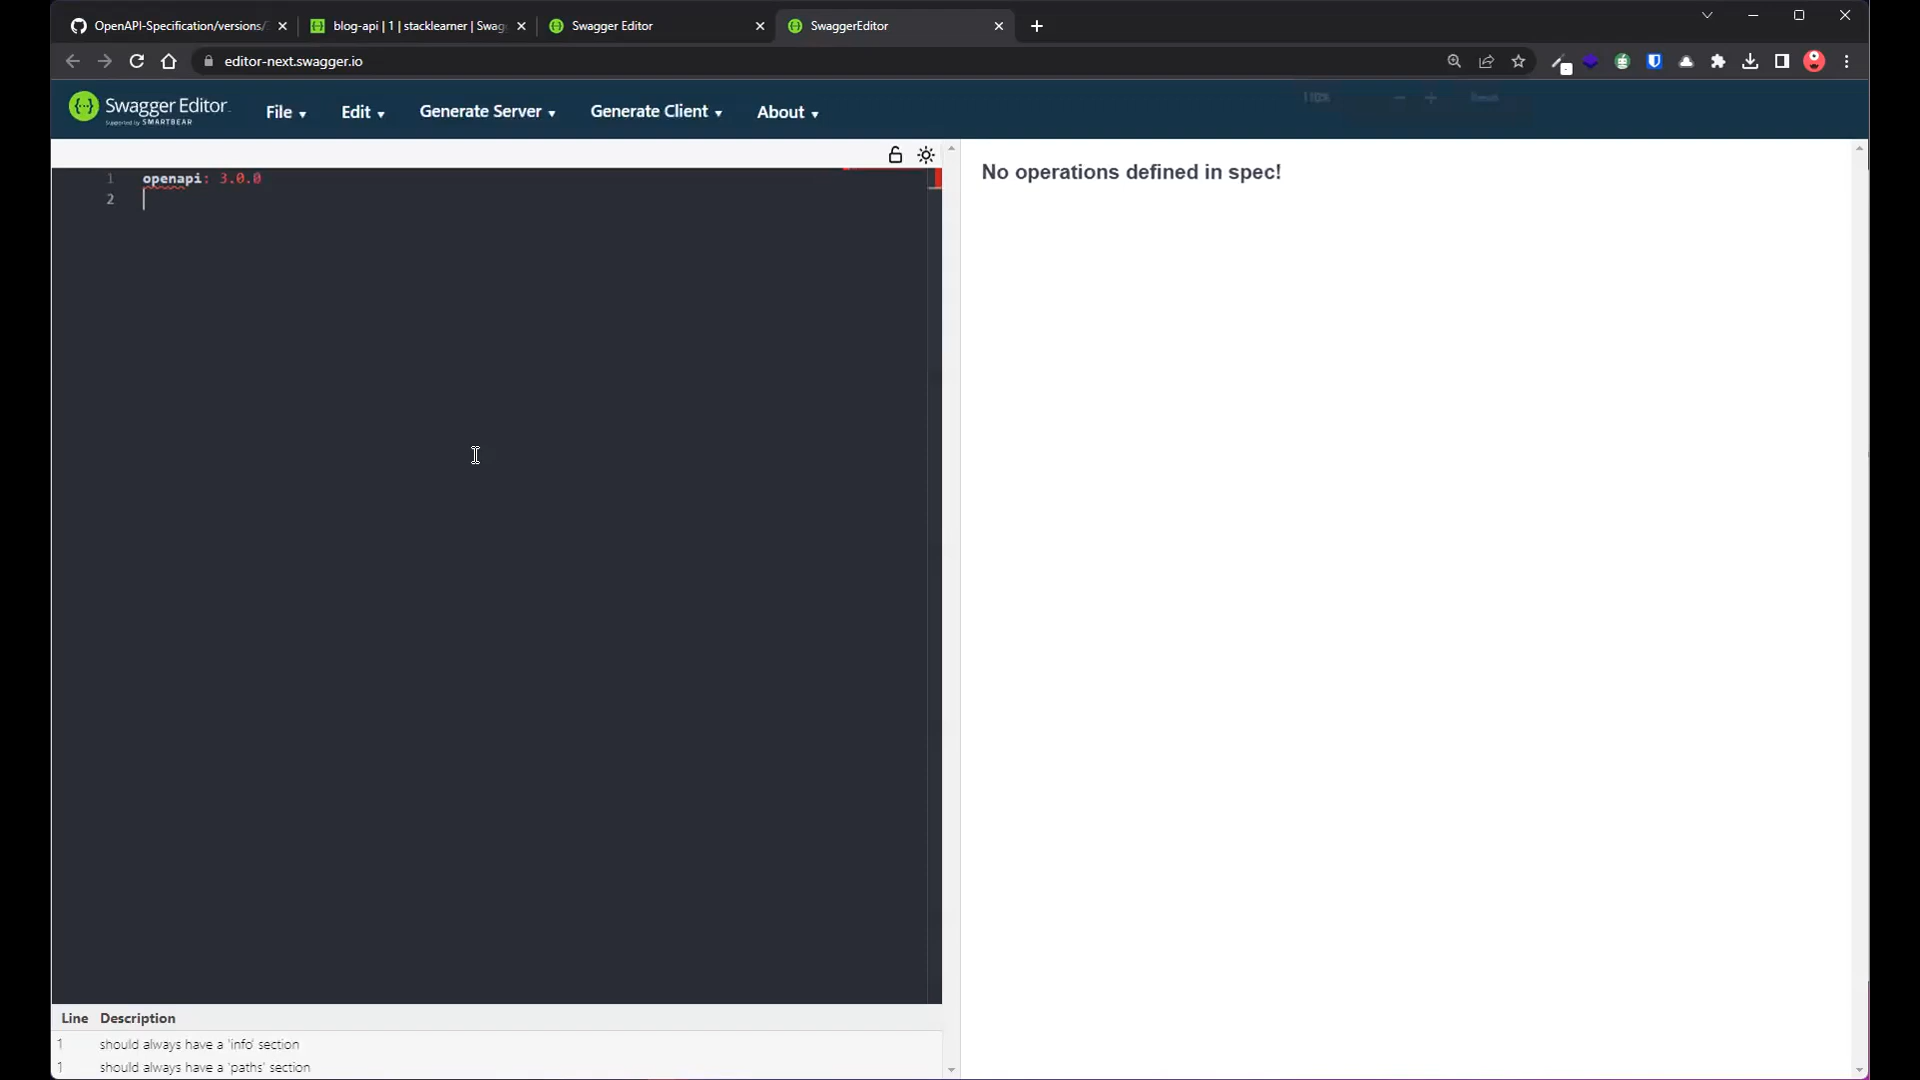 OpenAPI-Specification/versions/
blog-api | 1 | stacklearner | Swag
Swagger Editor
SwaggerEditor
editor-next.swagger.io
Swagger Editor
Supported by SMARTBEAR
File
Edit
Generate Server
Generate Client
About
1 openapi: 3.0.0
2
No operations defined in spec!
Line Description
1 should always have a 'info' section
1 should always have a 'paths' section